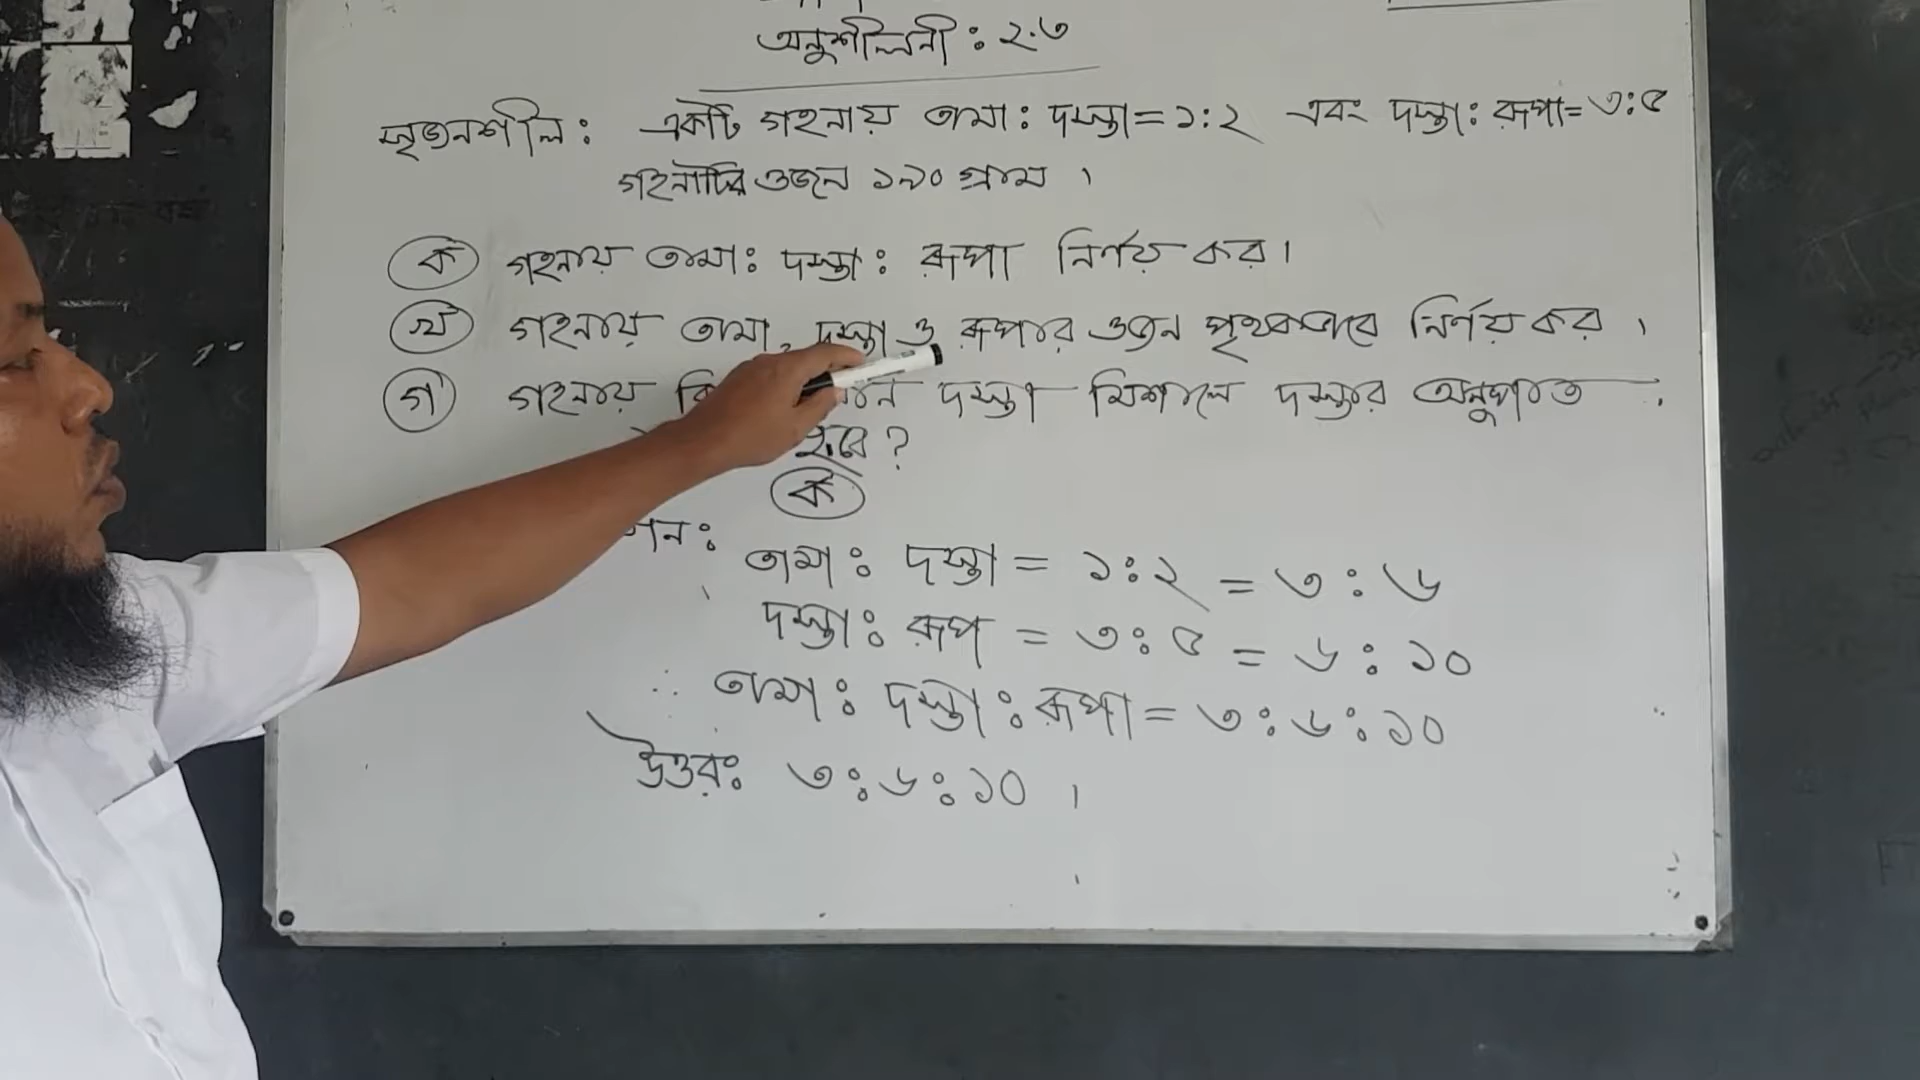 অনুশীলনী : ২.৩
সৃজনশীল : একটি গহনায় তামা : দস্তা = ১ : ২ এবং দস্তা : রূপা = ৩ : ৫
গহনাটির ওজন ১৯০ গ্রাম ।
ক গহনায় তামা : দস্তা : রূপা নির্ণয় কর।
খ গহনায় তামা, দস্তা ও রূপার ওজন পৃথকভাবে নির্ণয় কর ।
গ গহনায় দস্তা মিশালে দস্তার অনুপাত
হবে ?
ক
তামা : দস্তা = ১ : ২ = ৩ : ৬
দস্তা : রূপ = ৩ : ৫ = ৬ : ১০
∴ তামা : দস্তা : রূপা = ৩ : ৬ : ১০
উত্তর : ৩ : ৬ : ১০ ।